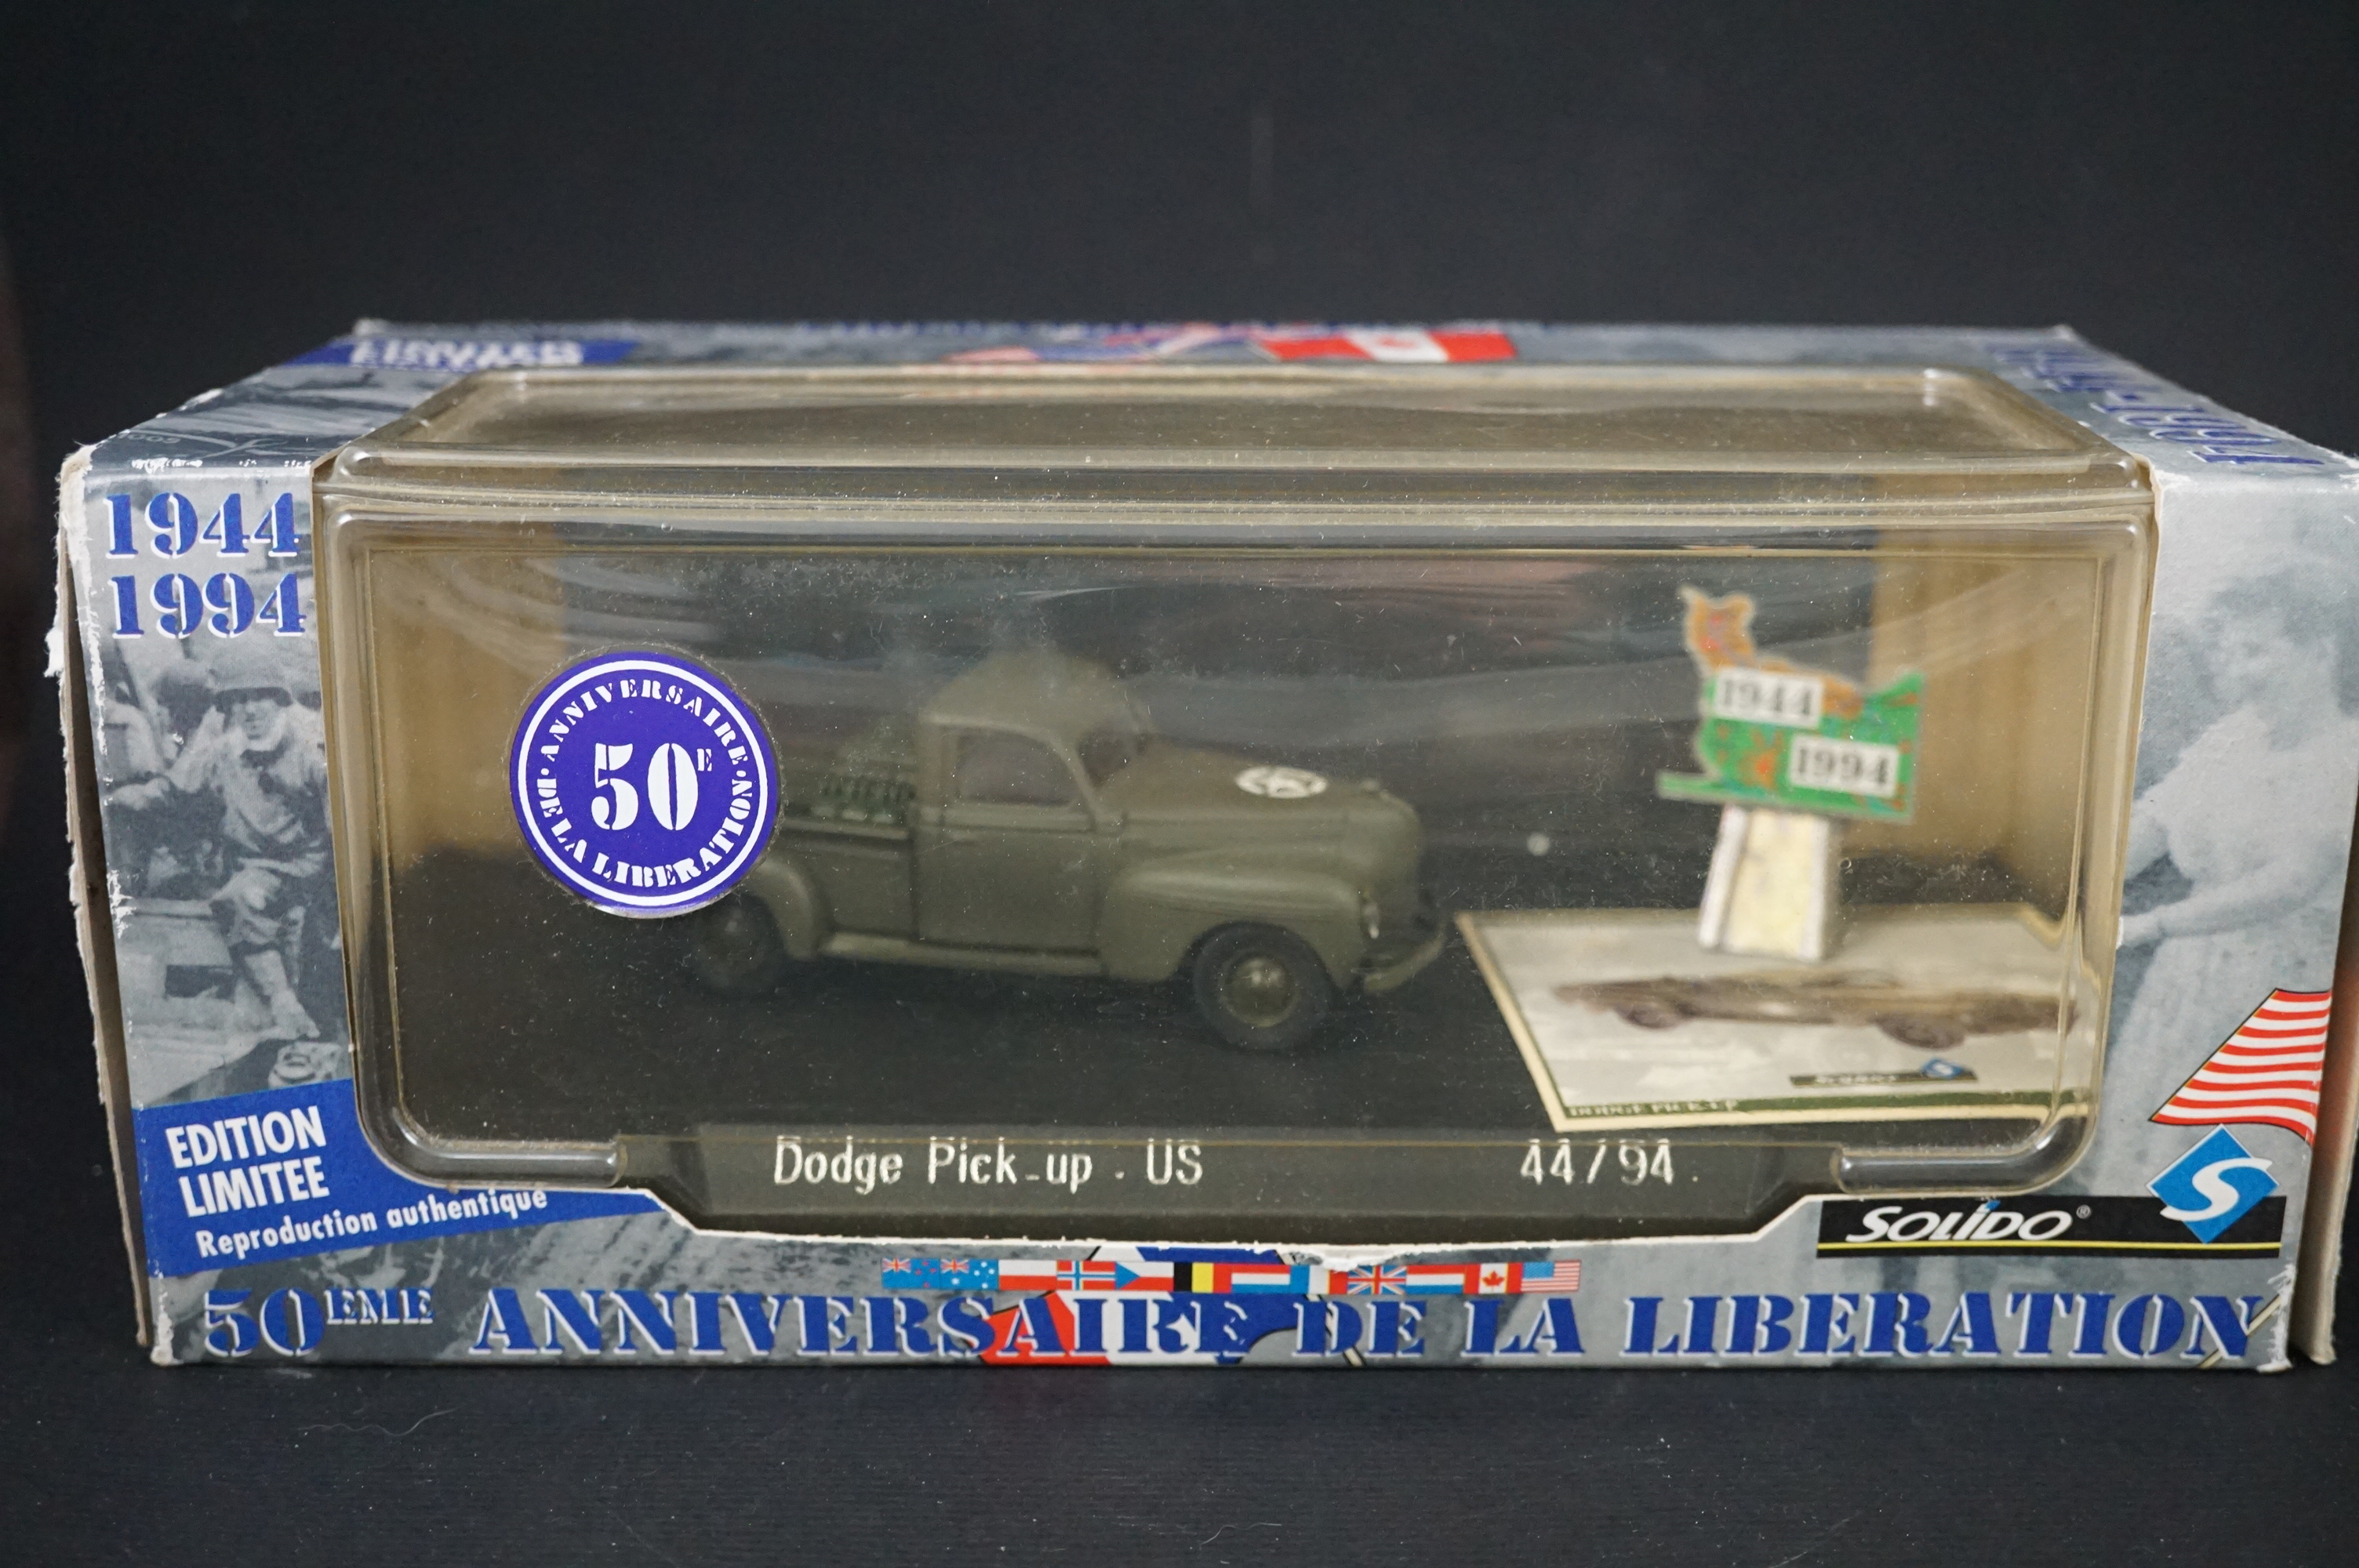 1944
1994
1944
1994
ANNIVERSAIRE
50E
DE LA LIBERATION
Dodge Pick-up . US
44/94.
EDITION
LIMITEE
Reproduction authentique
SOLIDO®
S
50EME ANNIVERSAIRE DE LA LIBERATION